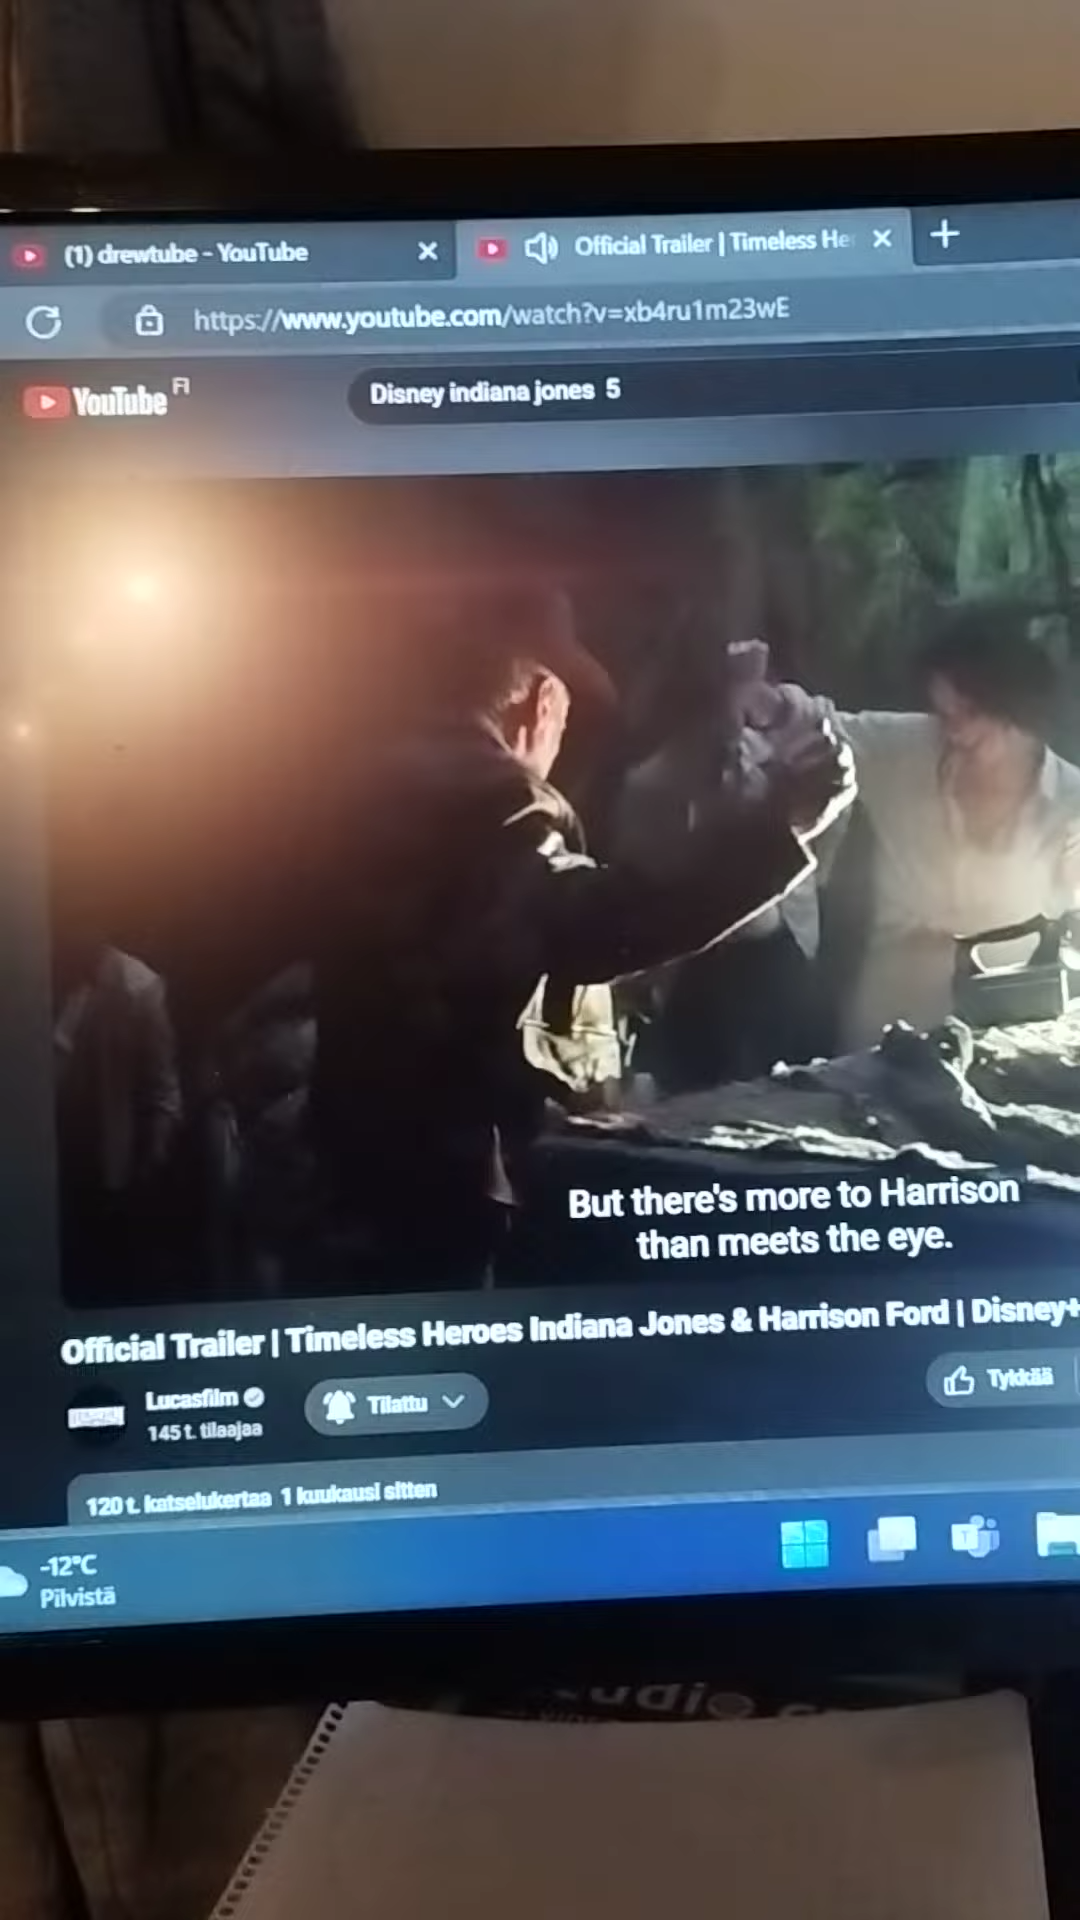 (1) drewtube - YouTube
Official Trailer | Timeless He
https://www.youtube.com/watch?v=xb4ru1m23wE
YouTube FI
Disney indiana jones 5
But there's more to Harrison
than meets the eye.
Official Trailer | Timeless Heroes Indiana Jones & Harrison Ford | Disney+
Lucasfilm
145 t. tilaajaa
Tilattu
Tykkää
120 t. katselukertaa 1 kuukausi sitten
-12°C
Pilvistä